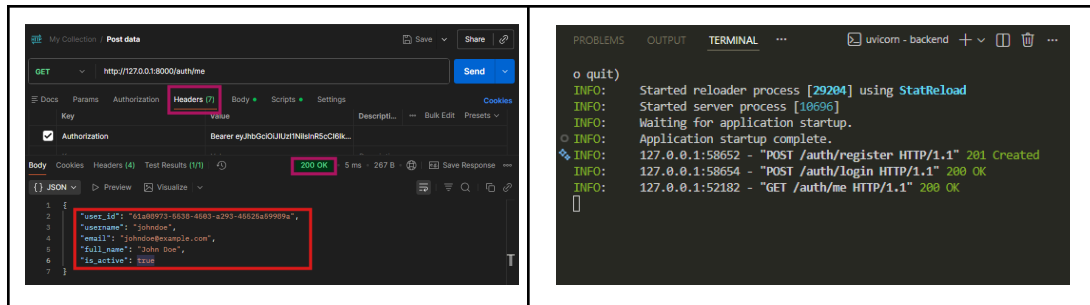 My Collection / Post data
Save
Share
GET
http://127.0.0.1:8000/auth/me
Send
Docs Params Authorization Headers (7) Body Scripts Settings
Cookies
Key Value Descripti... Bulk Edit Presets
Authorization Bearer eyJhbGciOiJIUzI1NiIsInR5cCI6Ik...
Body Cookies Headers (4) Test Results (1/1)
200 OK 5 ms 267 B Save Response
{} JSON Preview Visualize
1 {
2 "user_id":
3 "username": "johndoe",
4 "email": "johndoe@example.com",
5 "full_name": "John Doe",
6 "is_active": true
7 }
T
PROBLEMS OUTPUT TERMINAL ... uvicorn - backend
o quit)
INFO: Started reloader process [29204] using StatReload
INFO: Started server process [10696]
INFO: Waiting for application startup.
INFO: Application startup complete.
INFO: 127.0.0.1:58652 - "POST /auth/register HTTP/1.1" 201 Created
INFO: 127.0.0.1:58654 - "POST /auth/login HTTP/1.1" 200 OK
INFO: 127.0.0.1:52182 - "GET /auth/me HTTP/1.1" 200 OK